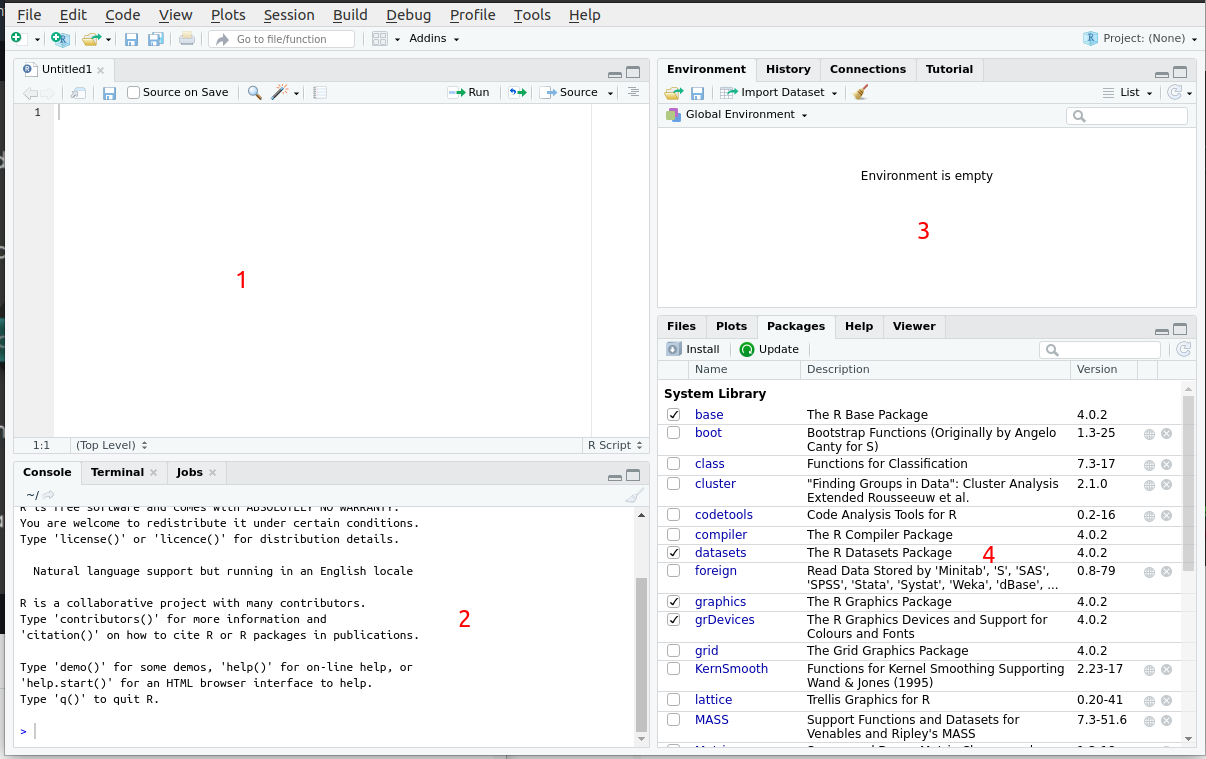 File Edit Code View Plots Session Build Debug Profile Tools Help
Go to file/function Addins Project: (None)
Untitled1
Source on Save Run Source
1
1
1:1 (Top Level) R Script
Console Terminal Jobs
~/
R is free software and comes with ABSOLUTELY NO WARRANTY.
You are welcome to redistribute it under certain conditions.
Type 'license()' or 'licence()' for distribution details.
Natural language support but running in an English locale
R is a collaborative project with many contributors.
Type 'contributors()' for more information and
'citation()' on how to cite R or R packages in publications.
2
Type 'demo()' for some demos, 'help()' for on-line help, or
'help.start()' for an HTML browser interface to help.
Type 'q()' to quit R.
>
Environment History Connections Tutorial
Import Dataset List
Global Environment
Environment is empty
3
Files Plots Packages Help Viewer
Install Update
Name Description Version
System Library
base The R Base Package 4.0.2
boot Bootstrap Functions (Originally by Angelo 1.3-25
Canty for S)
class Functions for Classification 7.3-17
cluster "Finding Groups in Data": Cluster Analysis 2.1.0
Extended Rousseeuw et al.
codetools Code Analysis Tools for R 0.2-16
compiler The R Compiler Package 4.0.2
datasets The R Datasets Package 4 4.0.2
foreign Read Data Stored by 'Minitab', 'S', 'SAS', 0.8-79
'SPSS', 'Stata', 'Systat', 'Weka', 'dBase', ...
graphics The R Graphics Package 4.0.2
grDevices The R Graphics Devices and Support for 4.0.2
Colours and Fonts
grid The Grid Graphics Package 4.0.2
KernSmooth Functions for Kernel Smoothing Supporting 2.23-17
Wand & Jones (1995)
lattice Trellis Graphics for R 0.20-41
MASS Support Functions and Datasets for 7.3-51.6
Venables and Ripley's MASS